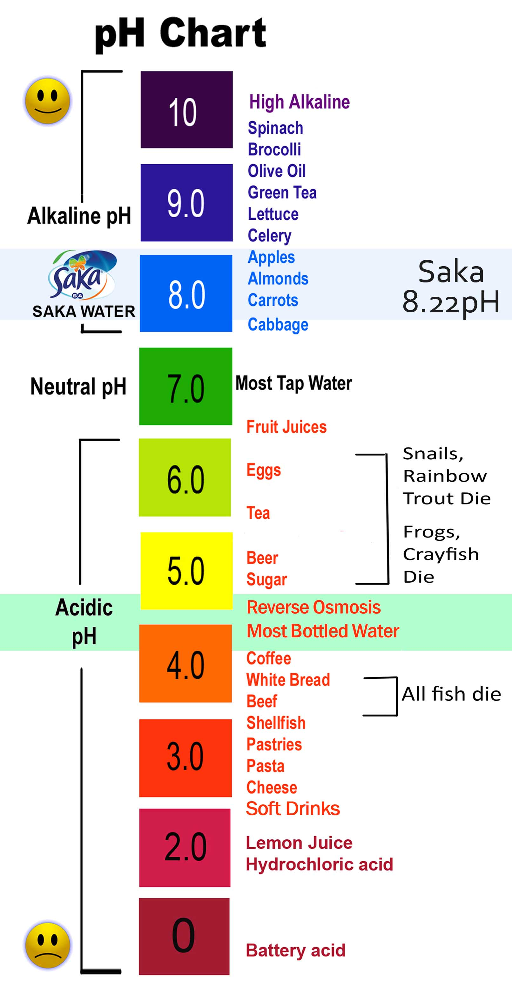 pH Chart
10
High Alkaline
Spinach
Brocolli
Olive Oil
9.0
Green Tea
Alkaline pH
Lettuce
Celery
Saka
SA
SAKA WATER
8.0
Apples
Almonds
Carrots
Cabbage
Saka
8.22pH
Neutral pH
7.0
Most Tap Water
Fruit Juices
6.0
Eggs
Tea
Snails,
Rainbow
Trout Die
Frogs,
Crayfish
Die
5.0
Beer
Sugar
Acidic
pH
Reverse Osmosis
Most Bottled Water
4.0
Coffee
White Bread
Beef
All fish die
Shellfish
3.0
Pastries
Pasta
Cheese
Soft Drinks
2.0
Lemon Juice
Hydrochloric acid
0
Battery acid